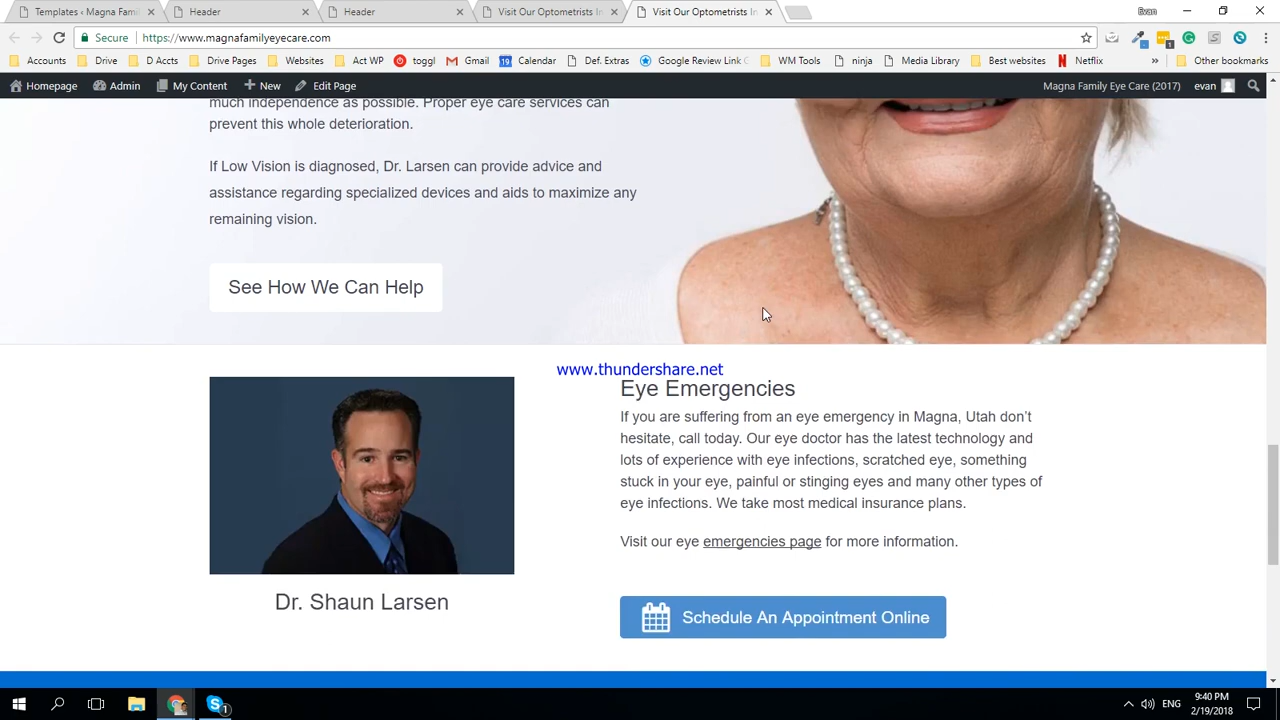 Templates ‹ Magna Fami
Header
Header
Visit Our Optometrists In
Visit Our Optometrists In
Evan
Secure
https://www.magnafamilyeyecare.com
Accounts
Drive
D Accts
Drive Pages
Websites
Act WP
toggl
Gmail
Calendar
Def. Extras
Google Review Link G
WM Tools
ninja
Media Library
Best websites
Netflix
Other bookmarks
Homepage
Admin
My Content
New
Edit Page
Magna Family Eye Care (2017)
evan
much independence as possible. Proper eye care services can
prevent this whole deterioration.
If Low Vision is diagnosed, Dr. Larsen can provide advice and
assistance regarding specialized devices and aids to maximize any
remaining vision.
See How We Can Help
www.thundershare.net
Eye Emergencies
If you are suffering from an eye emergency in Magna, Utah don’t
hesitate, call today. Our eye doctor has the latest technology and
lots of experience with eye infections, scratched eye, something
stuck in your eye, painful or stinging eyes and many other types of
eye infections. We take most medical insurance plans.
Visit our eye emergencies page for more information.
Dr. Shaun Larsen
Schedule An Appointment Online
ENG
9:40 PM
2/19/2018